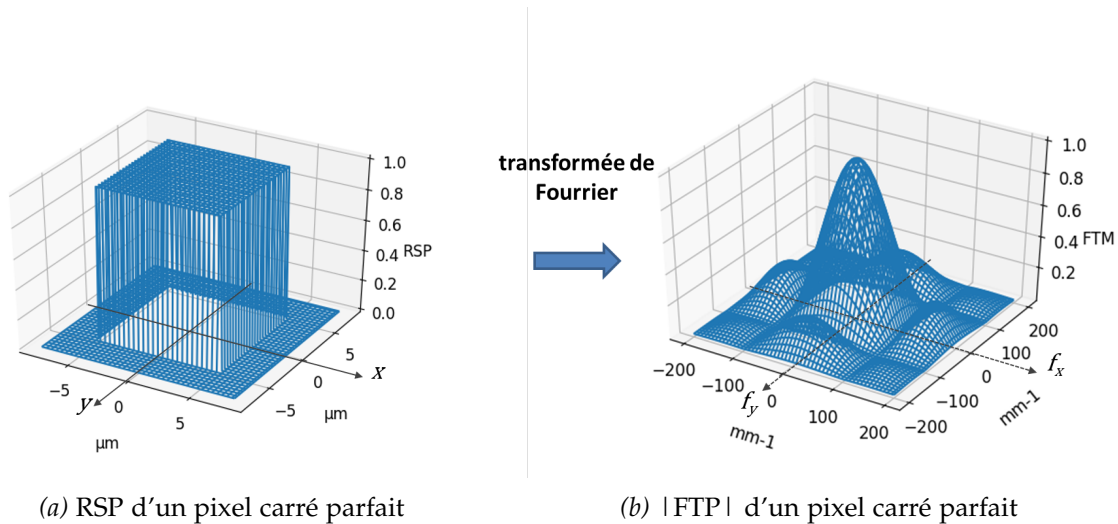 1.0
0.8
0.6
0.4
0.2
0.0
RSP
−5
0
5
−5
0
5
x
y
µm
µm
transformée de
Fourrier
1.0
0.8
0.6
0.4
0.2
FTM
−200
−100
0
100
200
−200
−100
0
100
200
fx
fy
mm-1
mm-1
(a) RSP d’un pixel carré parfait
(b) |FTP| d’un pixel carré parfait